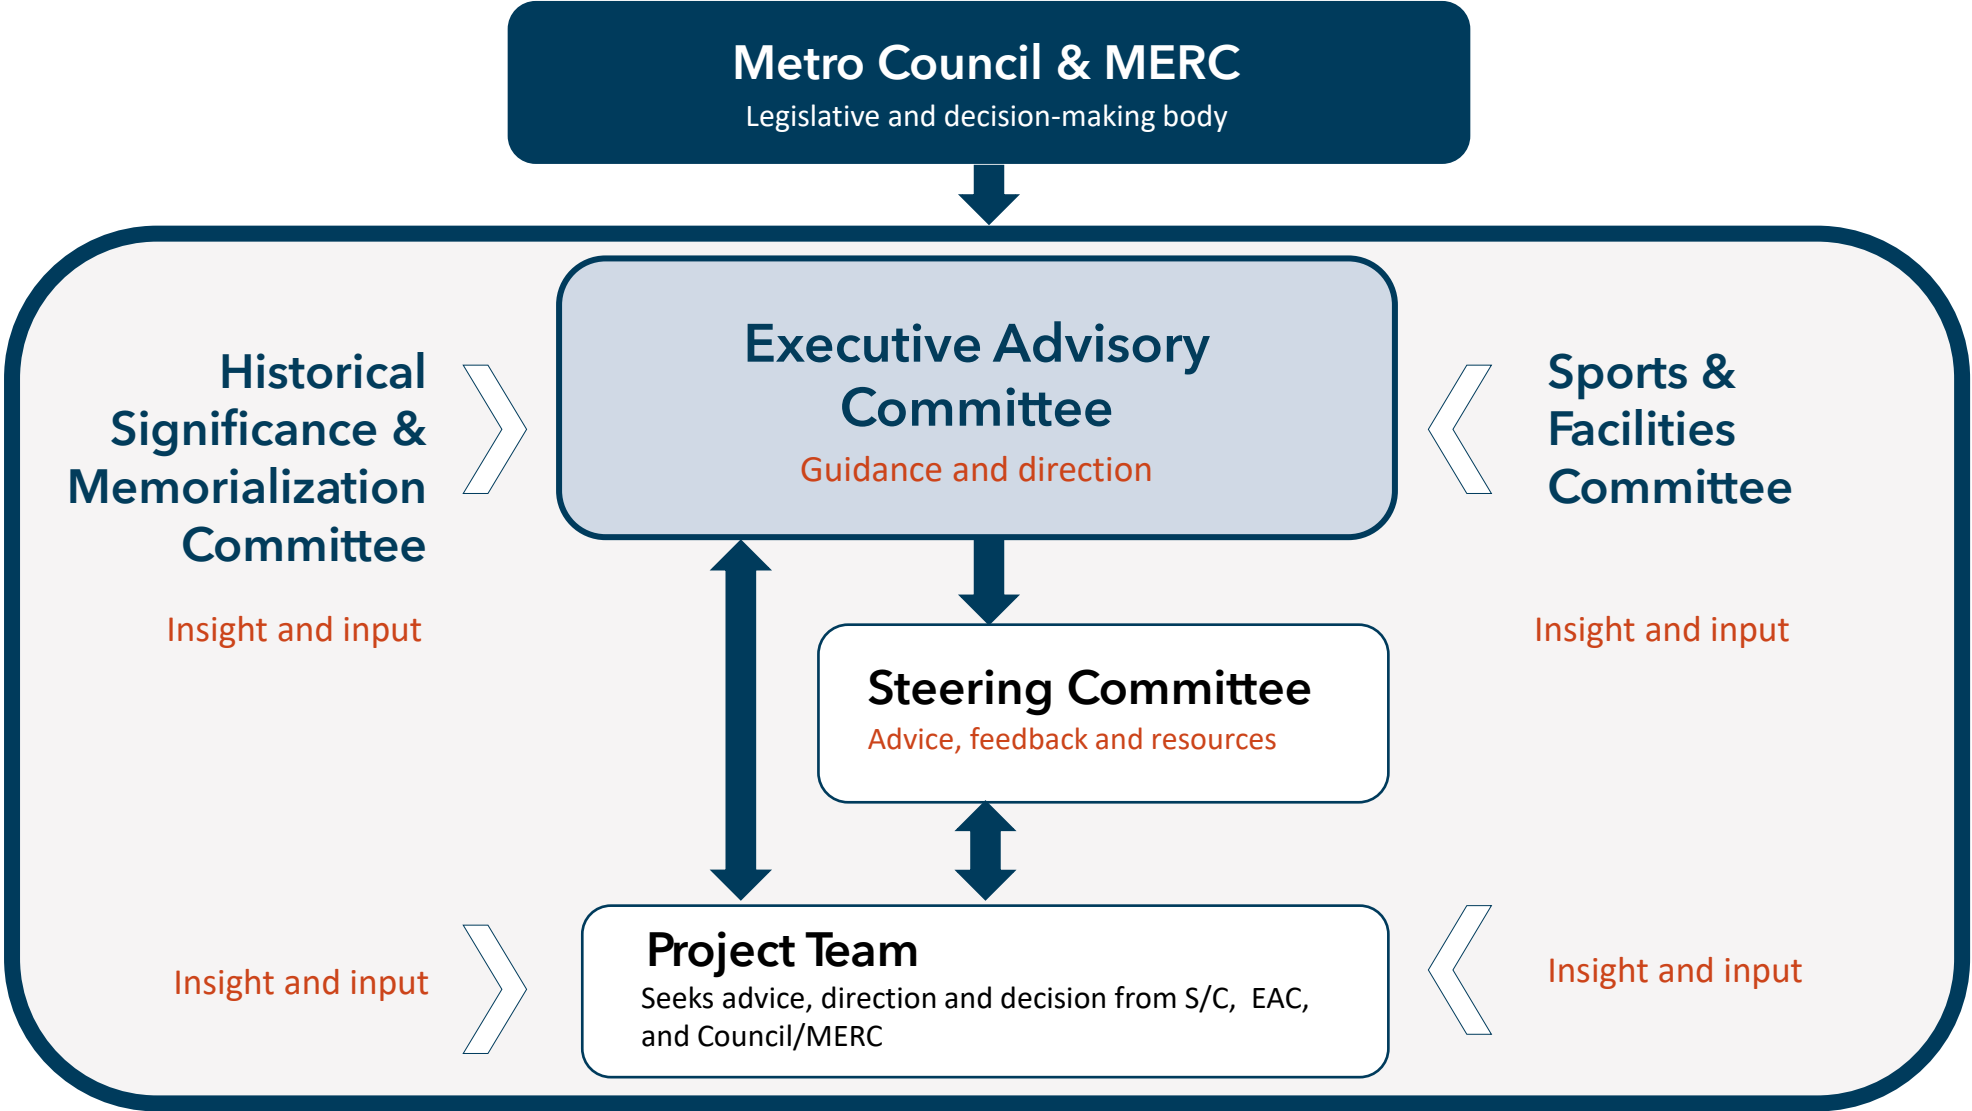 Metro Council & MERC
Legislative and decision-making body
Executive Advisory
Committee
Guidance and direction
Historical
Significance &
Memorialization
Committee
Insight and input
Sports &
Facilities
Committee
Insight and input
Steering Committee
Advice, feedback and resources
Insight and input
Project Team
Seeks advice, direction and decision from S/C,  EAC,
and Council/MERC
Insight and input